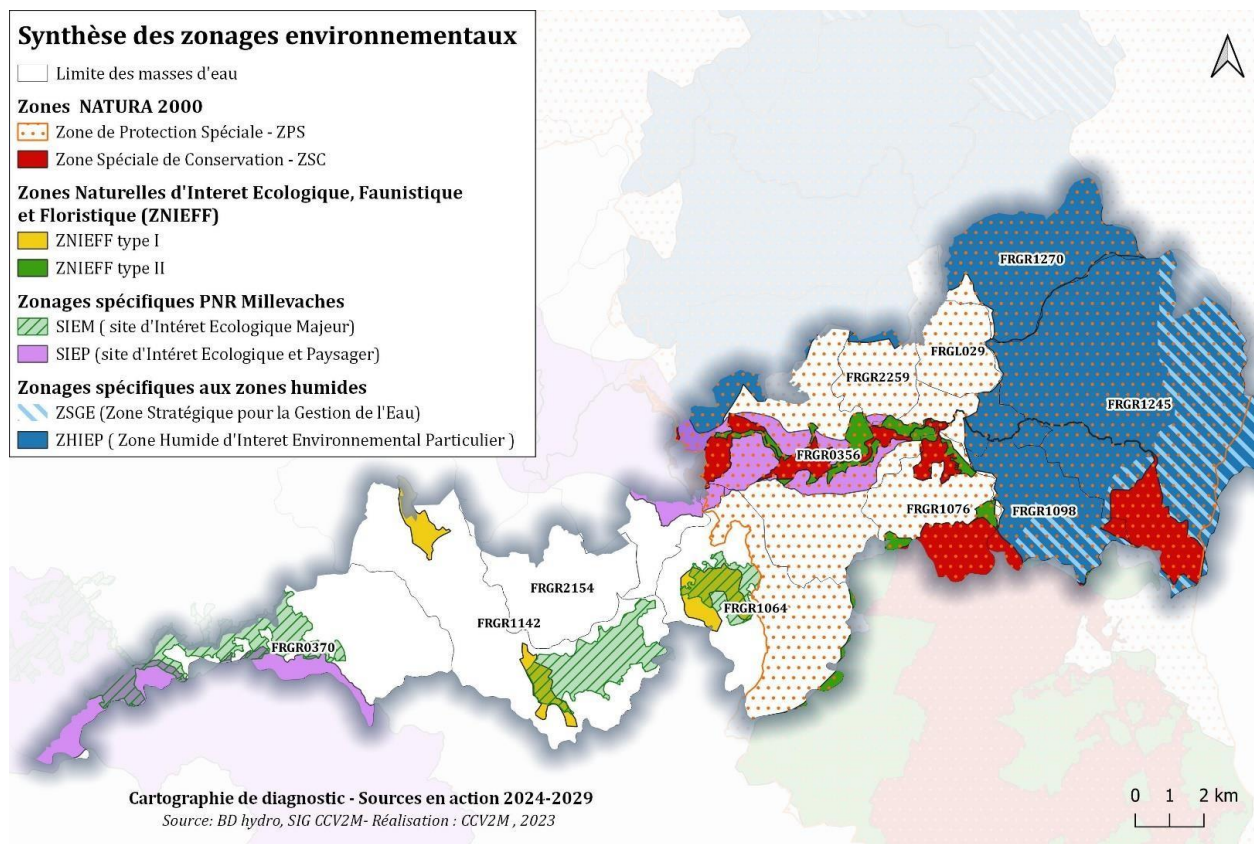 Synthèse des zonages environnementaux
Limite des masses d'eau
Zones NATURA 2000
Zone de Protection Spéciale - ZPS
Zone Spéciale de Conservation - ZSC
Zones Naturelles d'Interet Ecologique, Faunistique
et Floristique (ZNIEFF)
ZNIEFF type I
ZNIEFF type II
Zonages spécifiques PNR Millevaches
SIEM ( site d'Intéret Ecologique Majeur)
SIEP (site d'Intéret Ecologique et Paysager)
Zonages spécifiques aux zones humides
ZSGE (Zone Stratégique pour la Gestion de l'Eau)
ZHIEP ( Zone Humide d'Interet Environnemental Particulier )
FRGR1270
FRGL029
FRGR2259
FRGR1245
FRGR0356
FRGR1076
FRGR1098
FRGR2154
FRGR1064
FRGR1142
FRGR0370
Cartographie de diagnostic - Sources en action 2024-2029
Source: BD hydro, SIG CCV2M- Réalisation : CCV2M , 2023
0 1 2 km